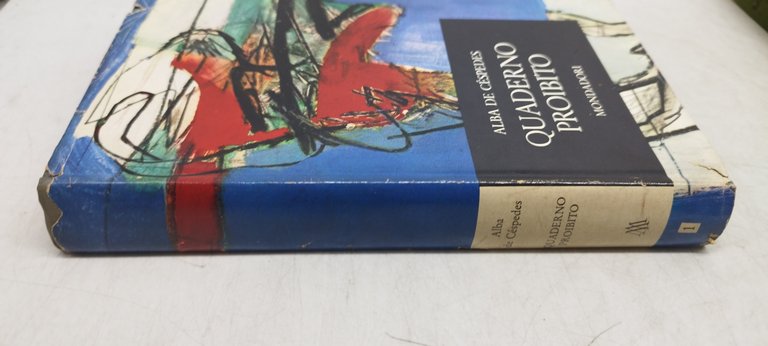 ALBA DE CÉSPEDES
QUADERNO
PROIBITO
MONDADORI
Alba
de Céspedes
QUADERNO
PROIBITO
1